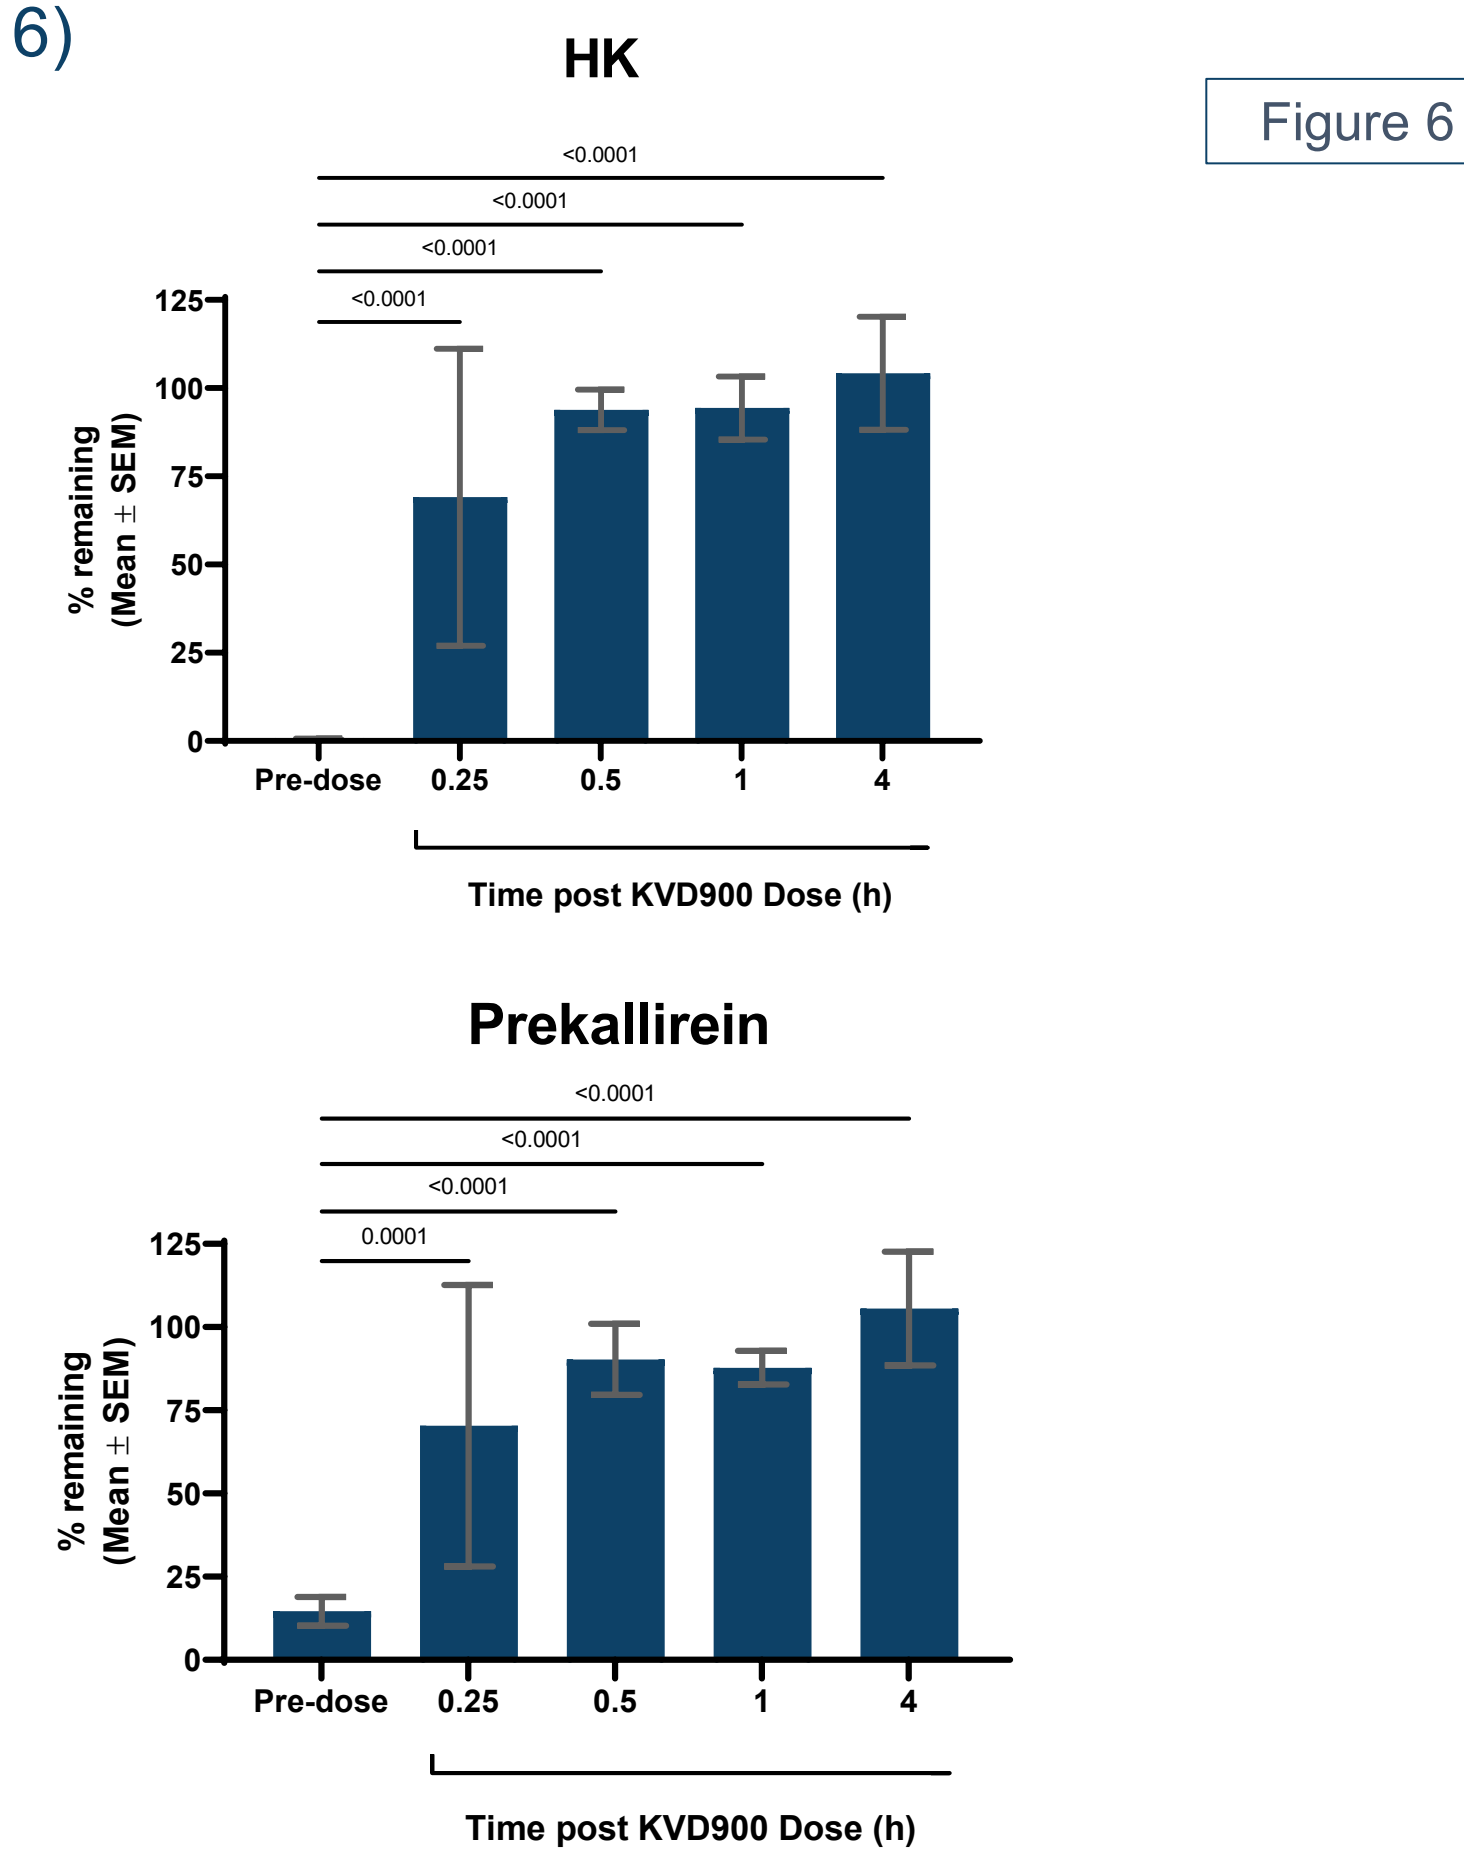 6)
HK
Figure 6
<0.0001
<0.0001
<0.0001
<0.0001
125
100
75
50
25
0
% remaining
(Mean ± SEM)
Pre-dose 0.25 0.5 1 4
Time post KVD900 Dose (h)
Prekallirein
<0.0001
<0.0001
<0.0001
0.0001
125
100
75
50
25
0
% remaining
(Mean ± SEM)
Pre-dose 0.25 0.5 1 4
Time post KVD900 Dose (h)